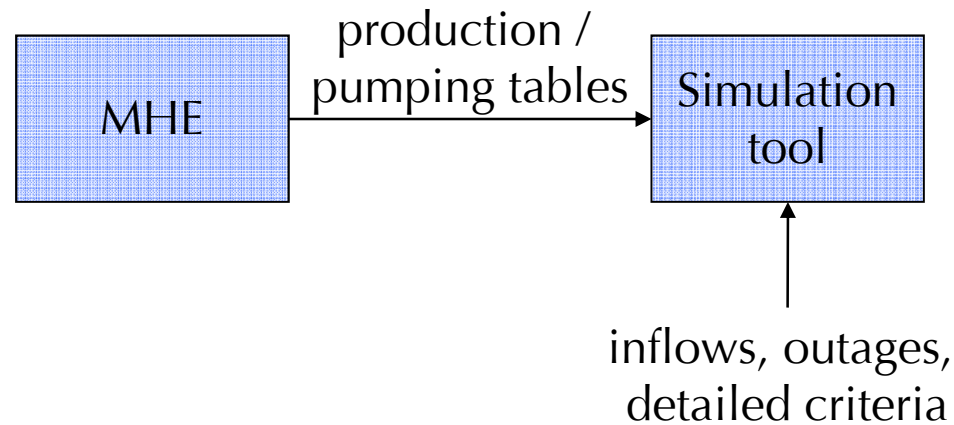 MHE
production /
pumping tables
Simulation
tool
inflows, outages,
detailed criteria